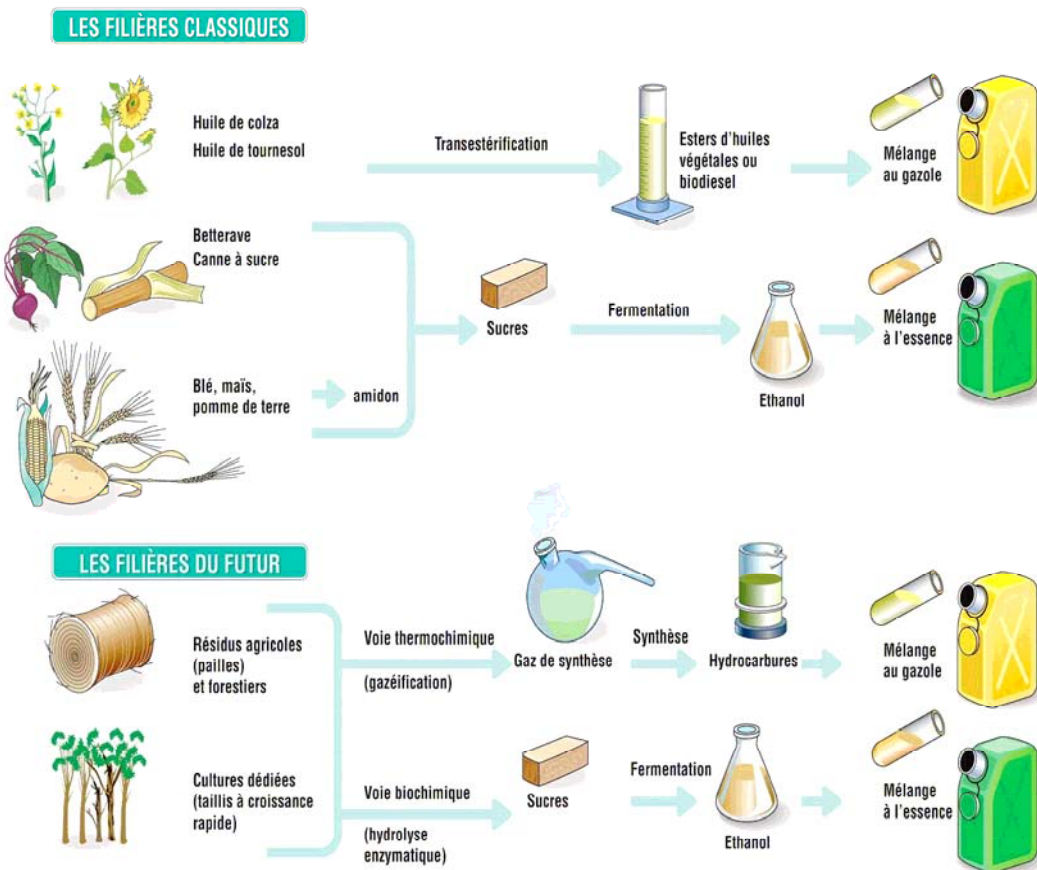 LES FILIÈRES CLASSIQUES
Huile de colza
Huile de tournesol
Transestérification
Esters d'huiles
végétales ou
biodiesel
Mélange
au gazole
Betterave
Canne à sucre
Sucres
Fermentation
Ethanol
Mélange
à l'essence
Blé, maïs,
pomme de terre
amidon
LES FILIÈRES DU FUTUR
Résidus agricoles
(pailles)
et forestiers
Voie thermochimique
(gazéification)
Gaz de synthèse
Synthèse
Hydrocarbures
Mélange
au gazole
Cultures dédiées
(taillis à croissance
rapide)
Voie biochimique
(hydrolyse
enzymatique)
Sucres
Fermentation
Ethanol
Mélange
à l'essence